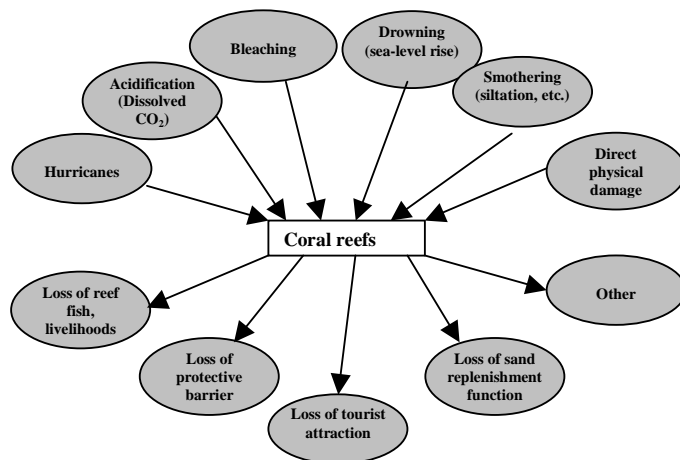 Bleaching
Drowning
(sea-level rise)
Acidification
(Dissolved
CO₂)
Smothering
(siltation, etc.)
Hurricanes
Direct
physical
damage
Coral reefs
Loss of reef
fish,
livelihoods
Other
Loss of
protective
barrier
Loss of sand
replenishment
function
Loss of tourist
attraction